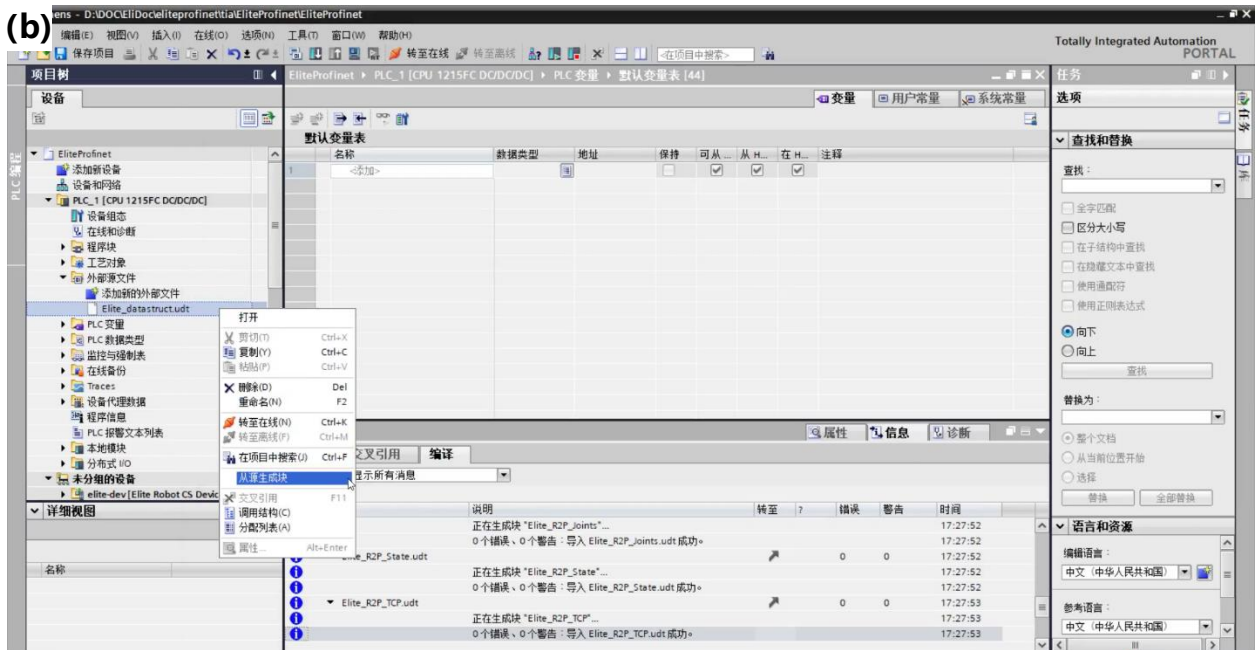 (b)
ens - D:\DOC\EliDoc\eliteprofinet\tia\EliteProfinet\EliteProfinet
编辑(E) 视图(V) 插入(I) 在线(O) 选项(N) 工具(T) 窗口(W) 帮助(H)
Totally Integrated Automation
PORTAL
保存项目 转至在线 转至离线 <在项目中搜索>
项目树
EliteProfinet ▸ PLC_1 [CPU 1215FC DC/DC/DC] ▸ PLC 变量 ▸ 默认变量表 [44]
任务
设备
变量 用户常量 系统常量
选项
默认变量表
名称 数据类型 地址 保持 可从 ... 从 H... 在 H... 注释
1 <添加>
PLC 编程
EliteProfinet
添加新设备
设备和网络
PLC_1 [CPU 1215FC DC/DC/DC]
设备组态
在线和诊断
程序块
工艺对象
外部源文件
添加新的外部文件
Elite_datastruct.udt
PLC 变量
PLC 数据类型
监控与强制表
在线备份
Traces
设备代理数据
程序信息
PLC 报警文本列表
本地模块
分布式 I/O
未分组的设备
elite-dev [Elite Robot CS Devic
详细视图
名称
打开
剪切(T) Ctrl+X
复制(Y) Ctrl+C
粘贴(P) Ctrl+V
删除(D) Del
重命名(N) F2
转至在线(N) Ctrl+K
转至离线(F) Ctrl+M
在项目中搜索(J) Ctrl+F
从源生成块
交叉引用 F11
调用结构(C)
分配列表(A)
属性... Alt+Enter
属性 信息 诊断
交叉引用 编译
显示所有消息
说明 转至 ? 错误 警告 时间
正在生成块 "Elite_R2P_Joints"... 17:27:52
0 个错误、0 个警告：导入 Elite_R2P_Joints.udt 成功。 17:27:52
_R2P_State.udt 0 0 17:27:52
正在生成块 "Elite_R2P_State"... 17:27:52
0 个错误、0 个警告：导入 Elite_R2P_State.udt 成功。 17:27:52
Elite_R2P_TCP.udt 0 0 17:27:53
正在生成块 "Elite_R2P_TCP"... 17:27:53
0 个错误、0 个警告：导入 Elite_R2P_TCP.udt 成功。 17:27:53
查找和替换
查找：
全字匹配
区分大小写
在子结构中查找
在隐藏文本中查找
使用通配符
使用正则表达式
向下
向上
查找
替换为：
整个文档
从当前位置开始
选择
替换 全部替换
语言和资源
编辑语言：
中文（中华人民共和国）
参考语言：
中文（中华人民共和国）
任务
库